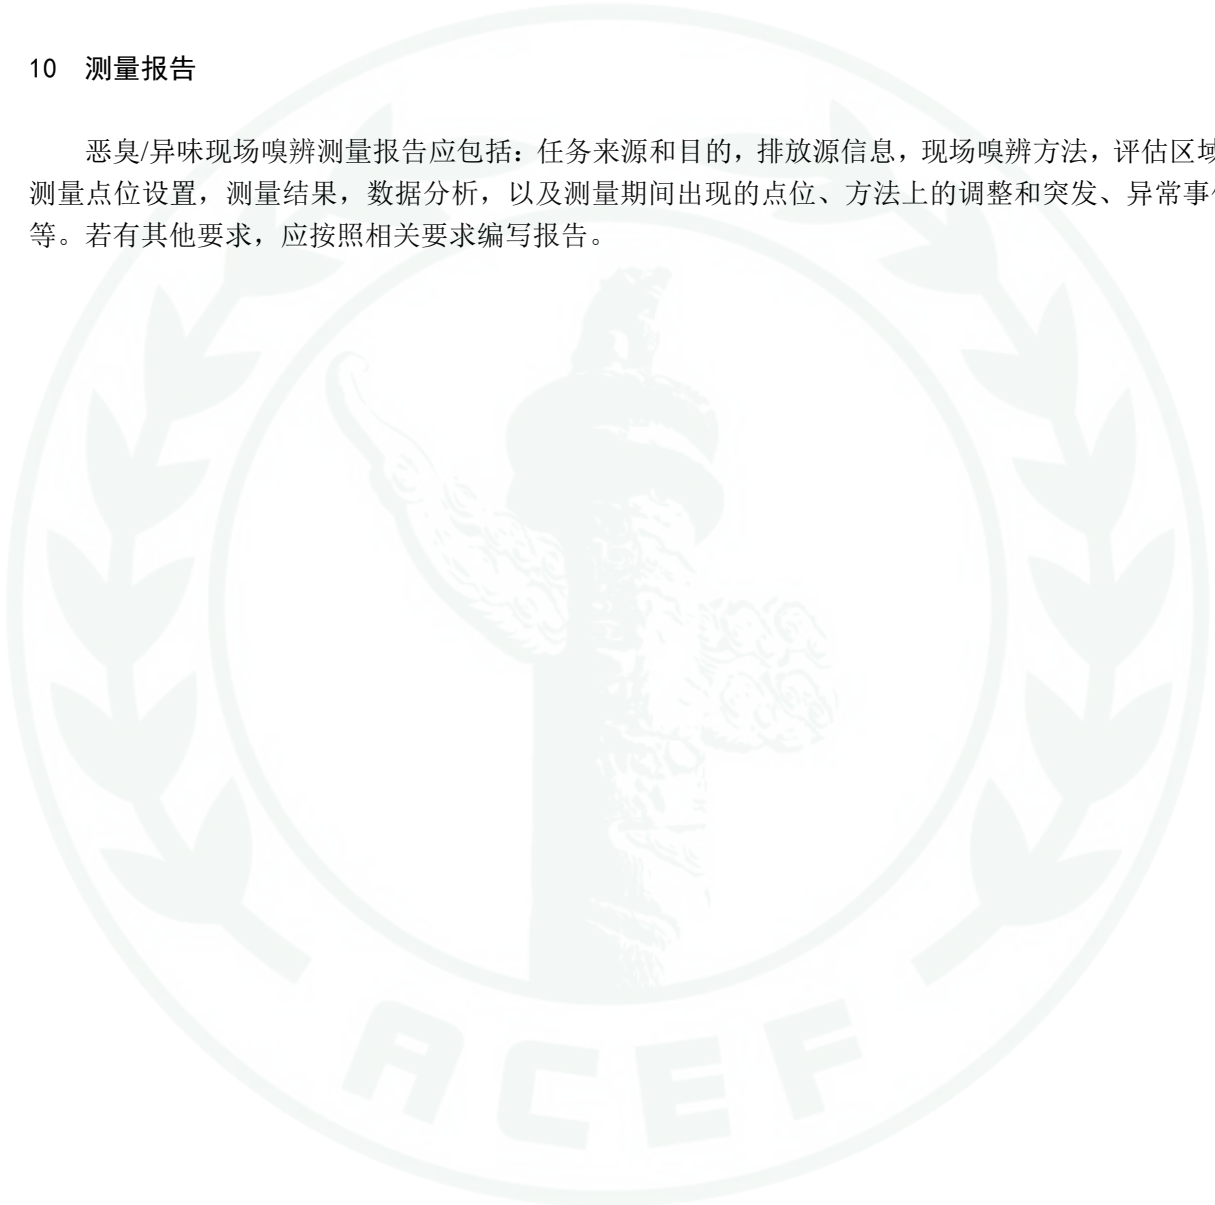 10 测量报告
恶臭/异味现场嗅辨测量报告应包括：任务来源和目的，排放源信息，现场嗅辨方法，评估区域
测量点位设置，测量结果，数据分析，以及测量期间出现的点位、方法上的调整和突发、异常事
等。若有其他要求，应按照相关要求编写报告。
ACEF